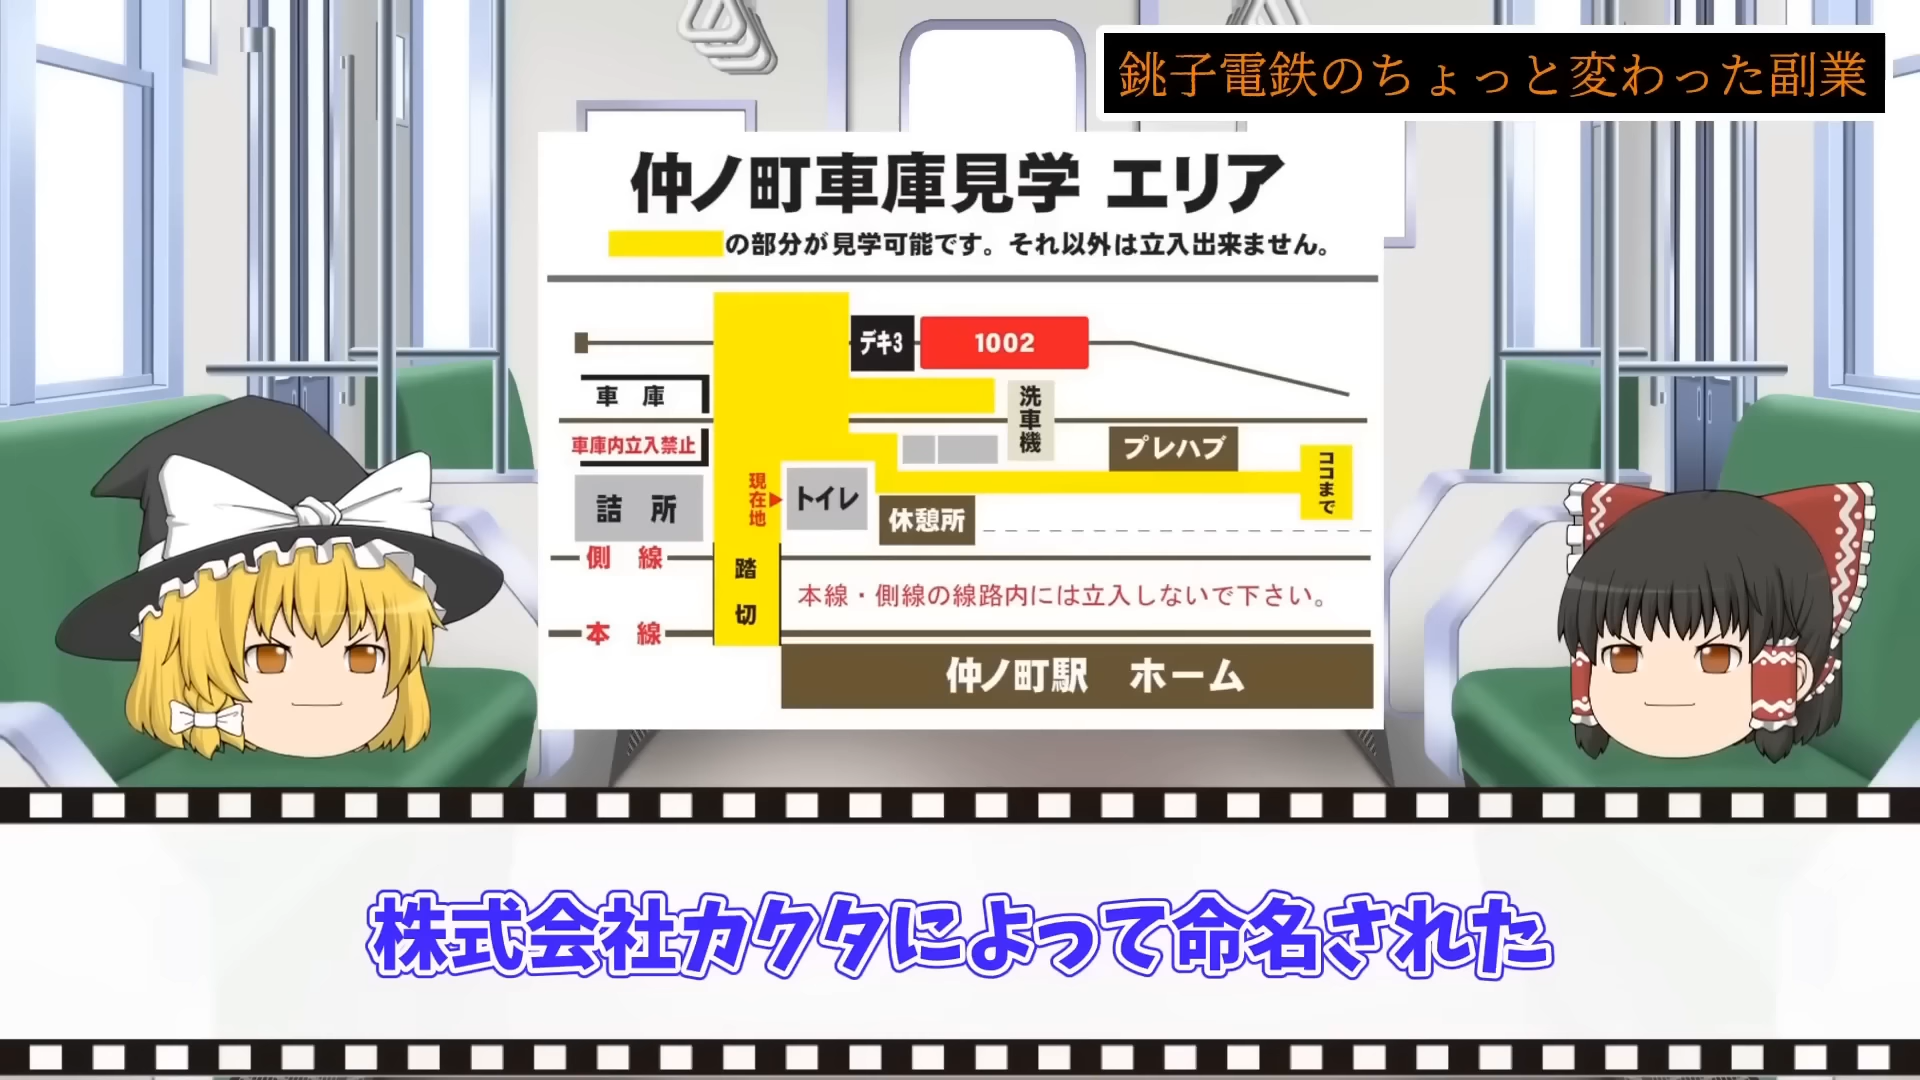 銚子電鉄のちょっと変わった副業
仲ノ町車庫見学 エリア
の部分が見学可能です。それ以外は立入出来ません。
デキ3
1002
車 庫
洗車機
車庫内立入禁止
プレハブ
ココまで
現在地
トイレ
詰 所
休憩所
側 線
踏切
本線・側線の線路内には立入しないで下さい。
本 線
仲ノ町駅 ホーム
株式会社カクタによって命名された